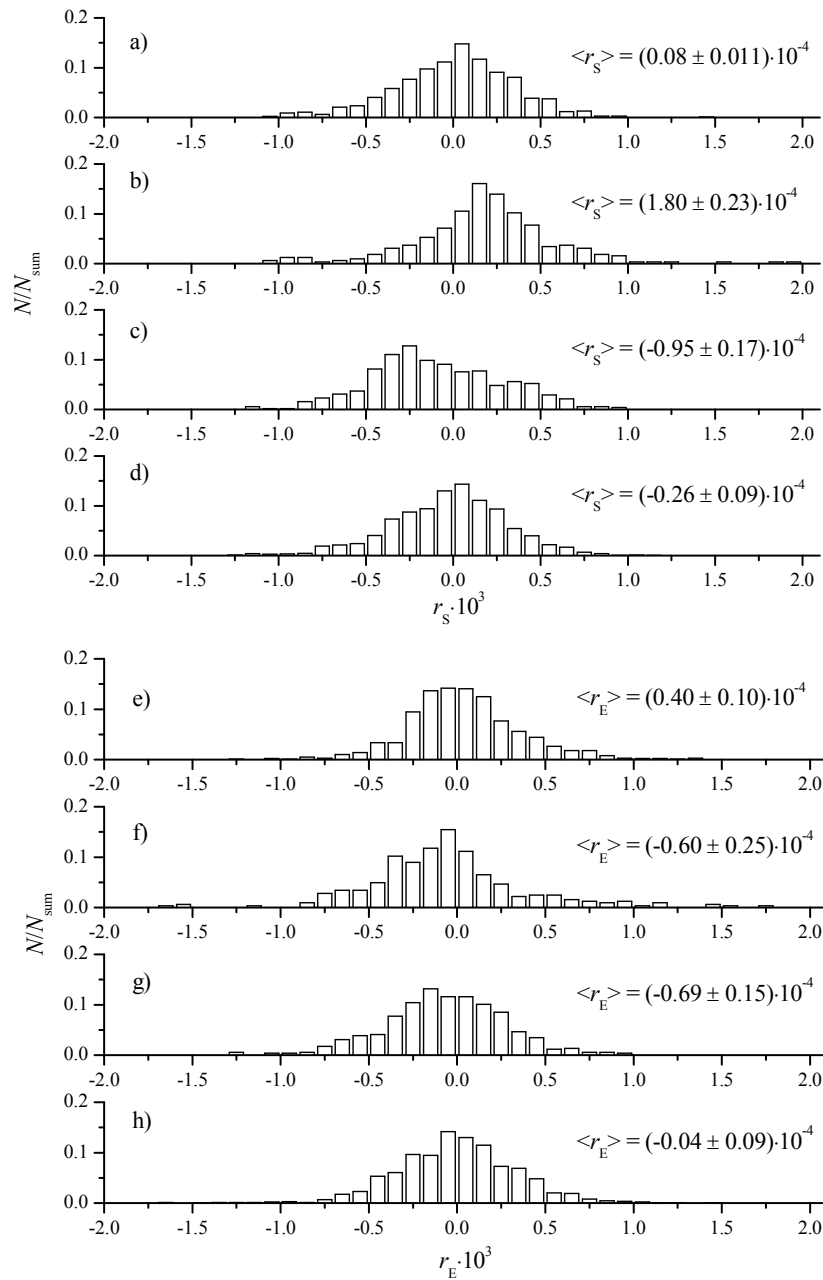 0.2
a)
<r_S> = (0.08 ± 0.011)·10^-4
0.1
0.0
-2.0 -1.5 -1.0 -0.5 0.0 0.5 1.0 1.5 2.0
0.2
b)
<r_S> = (1.80 ± 0.23)·10^-4
0.1
0.0
-2.0 -1.5 -1.0 -0.5 0.0 0.5 1.0 1.5 2.0
N/N_sum
0.2
c)
<r_S> = (-0.95 ± 0.17)·10^-4
0.1
0.0
-2.0 -1.5 -1.0 -0.5 0.0 0.5 1.0 1.5 2.0
0.2
d)
<r_S> = (-0.26 ± 0.09)·10^-4
0.1
0.0
-2.0 -1.5 -1.0 -0.5 0.0 0.5 1.0 1.5 2.0
r_S·10^3
0.2
e)
<r_E> = (0.40 ± 0.10)·10^-4
0.1
0.0
-2.0 -1.5 -1.0 -0.5 0.0 0.5 1.0 1.5 2.0
0.2
f)
<r_E> = (-0.60 ± 0.25)·10^-4
0.1
0.0
-2.0 -1.5 -1.0 -0.5 0.0 0.5 1.0 1.5 2.0
N/N_sum
0.2
g)
<r_E> = (-0.69 ± 0.15)·10^-4
0.1
0.0
-2.0 -1.5 -1.0 -0.5 0.0 0.5 1.0 1.5 2.0
0.2
h)
<r_E> = (-0.04 ± 0.09)·10^-4
0.1
0.0
-2.0 -1.5 -1.0 -0.5 0.0 0.5 1.0 1.5 2.0
r_E·10^3